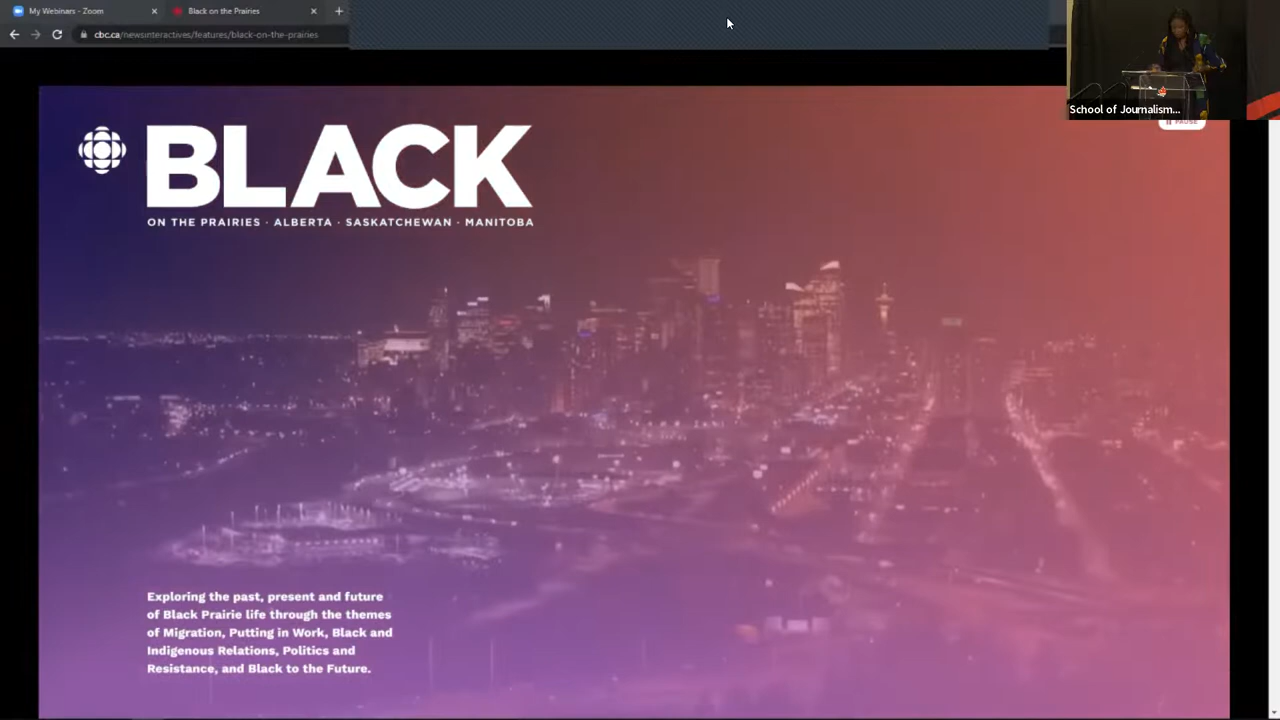 My Webinars - Zoom
Black on the Prairies
cbc.ca/newsinteractives/features/black-on-the-prairies
School of Journalism...
PAUSE
BLACK
ON THE PRAIRIES · ALBERTA · SASKATCHEWAN · MANITOBA
Exploring the past, present and future
of Black Prairie life through the themes
of Migration, Putting in Work, Black and
Indigenous Relations, Politics and
Resistance, and Black to the Future.